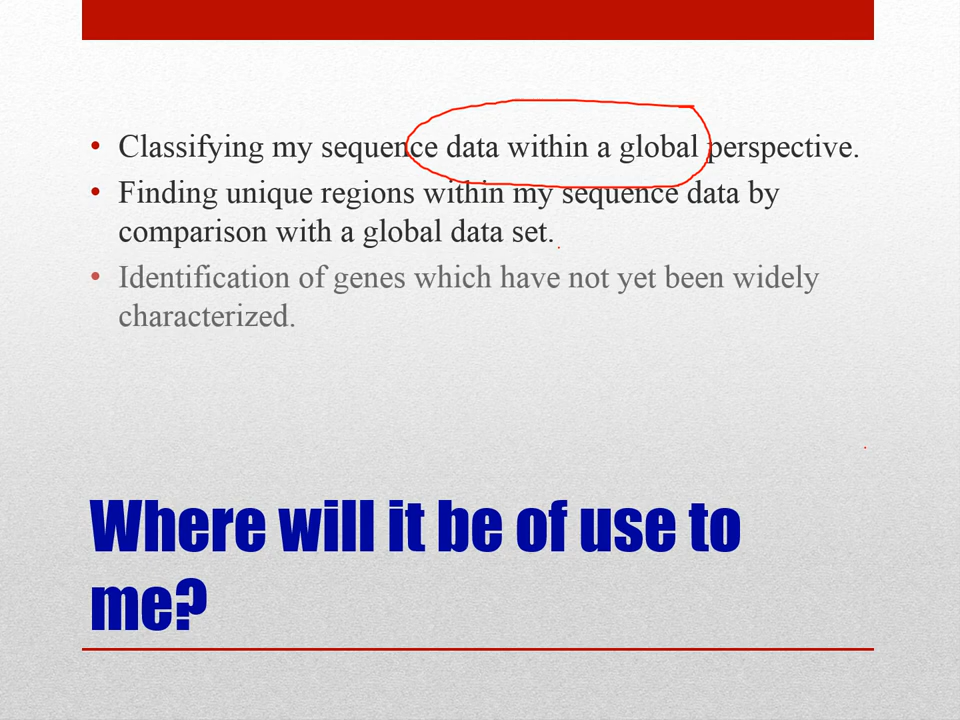 • Classifying my sequence data within a global perspective.
• Finding unique regions within my sequence data by
comparison with a global data set.
• Identification of genes which have not yet been widely
characterized.
Where will it be of use to
me?